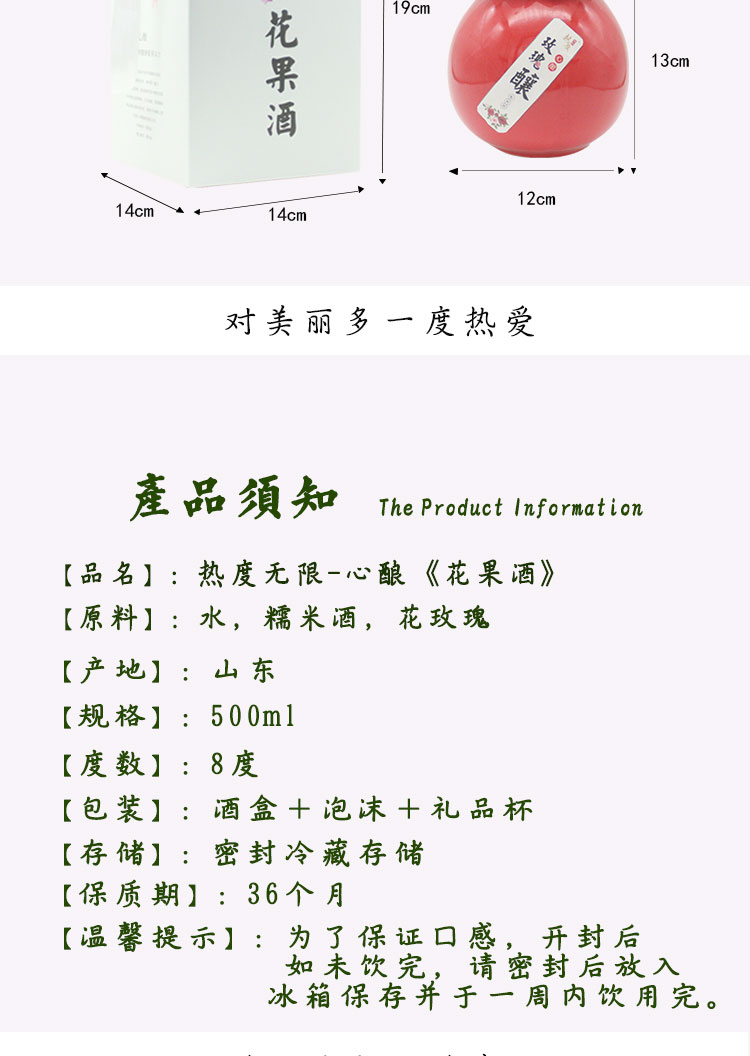 19cm
花果酒
玫瑰釀
13cm
14cm
14cm
12cm
对美丽多一度热爱
產品須知 The Product Information
【品名】：热度无限-心酿《花果酒》
【原料】：水，糯米酒，花玫瑰
【产地】：山东
【规格】：500ml
【度数】：8度
【包装】：酒盒＋泡沫＋礼品杯
【存储】：密封冷藏存储
【保质期】：36个月
【温馨提示】：为了保证口感，开封后
如未饮完，请密封后放入
冰箱保存并于一周内饮用完。